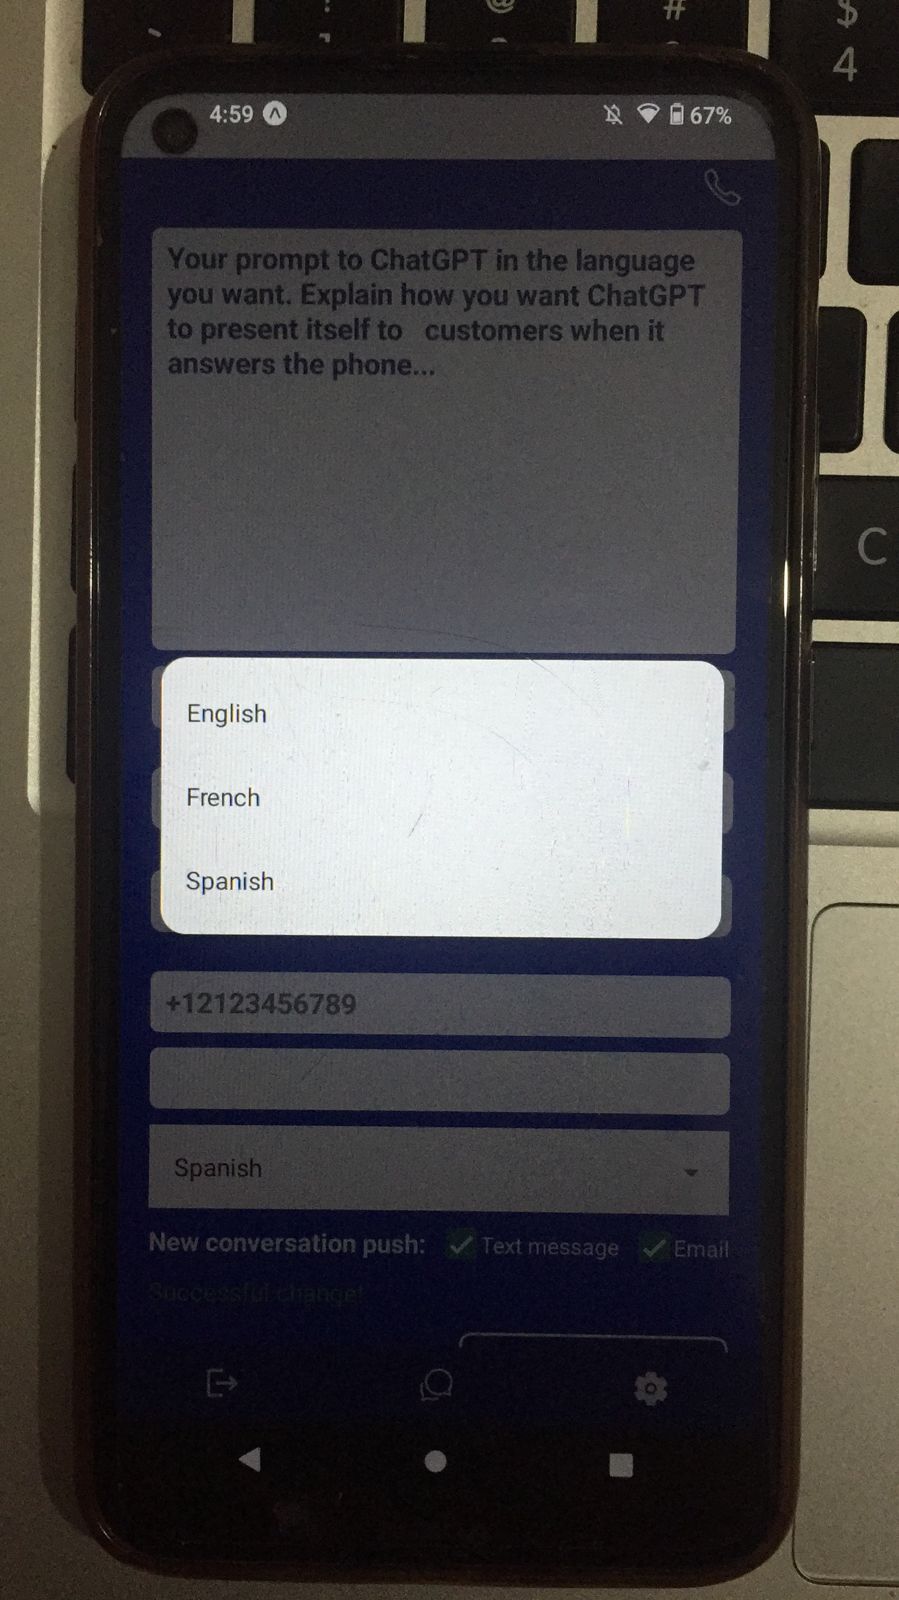 $
4
@
#
C
4:59
67%
Your prompt to ChatGPT in the language
you want. Explain how you want ChatGPT
to present itself to   customers when it
answers the phone...
English
French
Spanish
+12123456789
Spanish
New conversation push: Text message Email
Successful change!